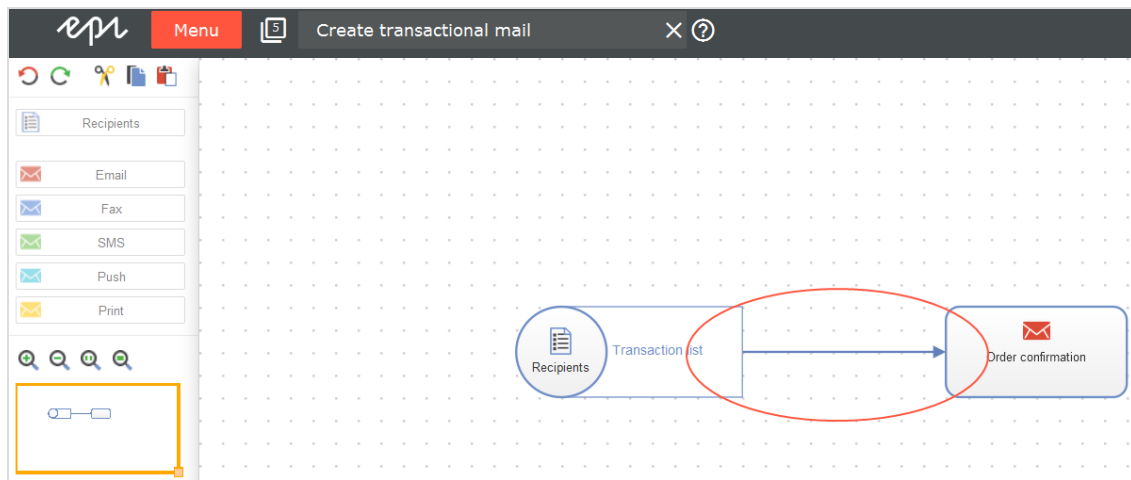 epi
Menu
5
Create transactional mail
Recipients
Email
Fax
SMS
Push
Print
Recipients
Transaction list
Order confirmation